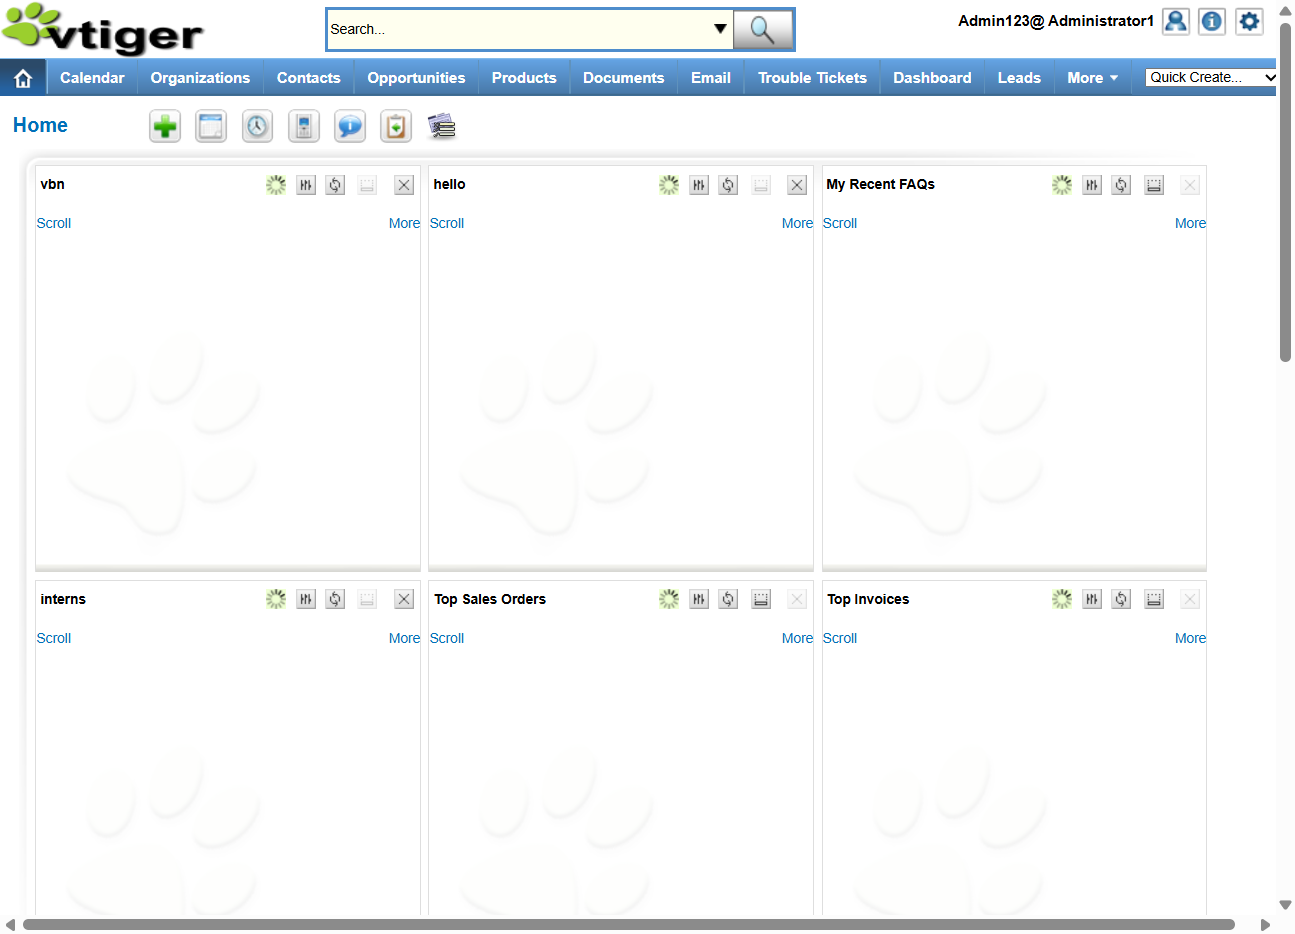 vtiger
Search...
Admin123@ Administrator1
Calendar Organizations Contacts Opportunities Products Documents Email Trouble Tickets Dashboard Leads More Quick Create...
Home
vbn hello My Recent FAQs
Scroll More Scroll More Scroll More
interns Top Sales Orders Top Invoices
Scroll More Scroll More Scroll More